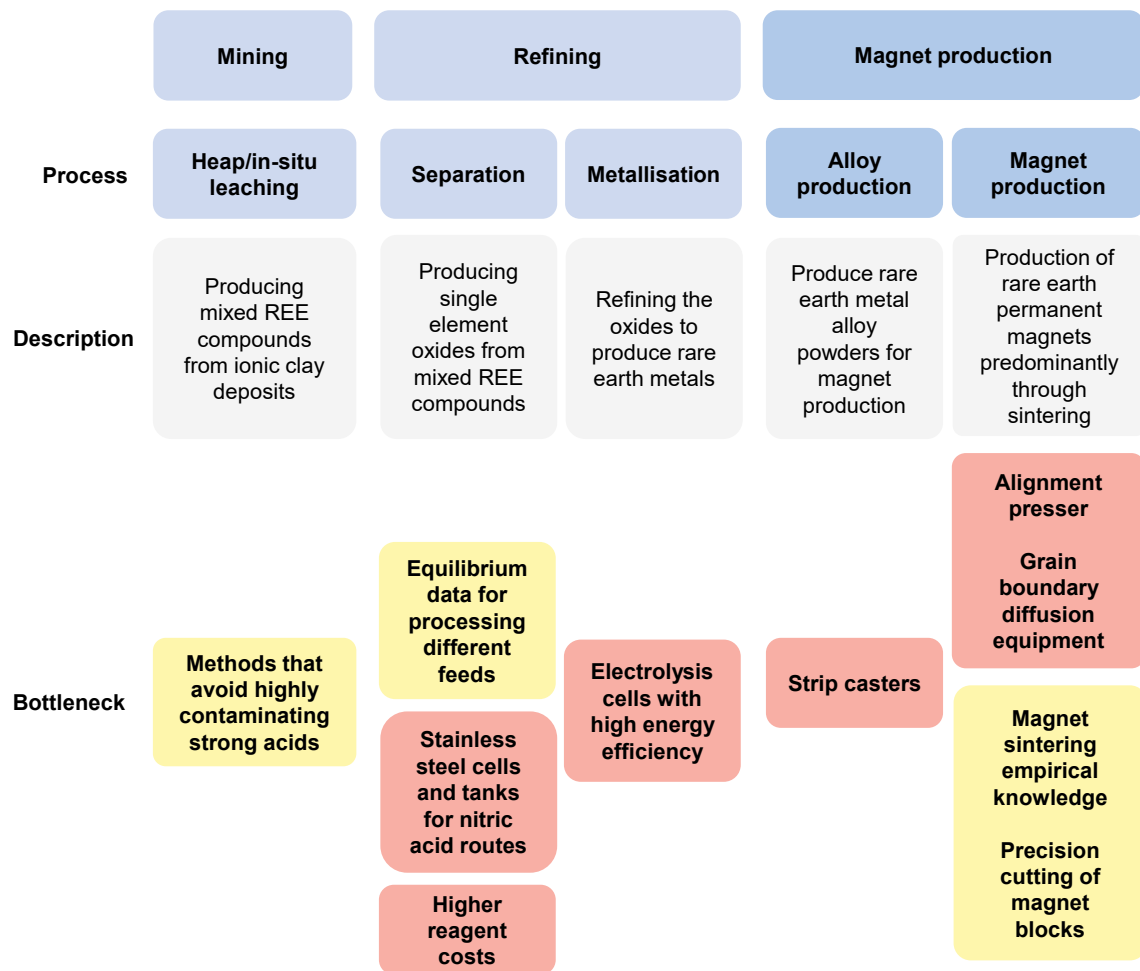 Mining
Refining
Magnet production
Process
Heap/in-situ
leaching
Separation
Metallisation
Alloy
production
Magnet
production
Description
Producing
mixed REE
compounds
from ionic clay
deposits
Producing
single
element
oxides from
mixed REE
compounds
Refining the
oxides to
produce rare
earth metals
Produce rare
earth metal
alloy
powders for
magnet
production
Production of
rare earth
permanent
magnets
predominantly
through
sintering
Bottleneck
Methods that
avoid highly
contaminating
strong acids
Equilibrium
data for
processing
different
feeds
Stainless
steel cells
and tanks
for nitric
acid routes
Higher
reagent
costs
Electrolysis
cells with
high energy
efficiency
Strip casters
Alignment
presser
Grain
boundary
diffusion
equipment
Magnet
sintering
empirical
knowledge
Precision
cutting of
magnet
blocks